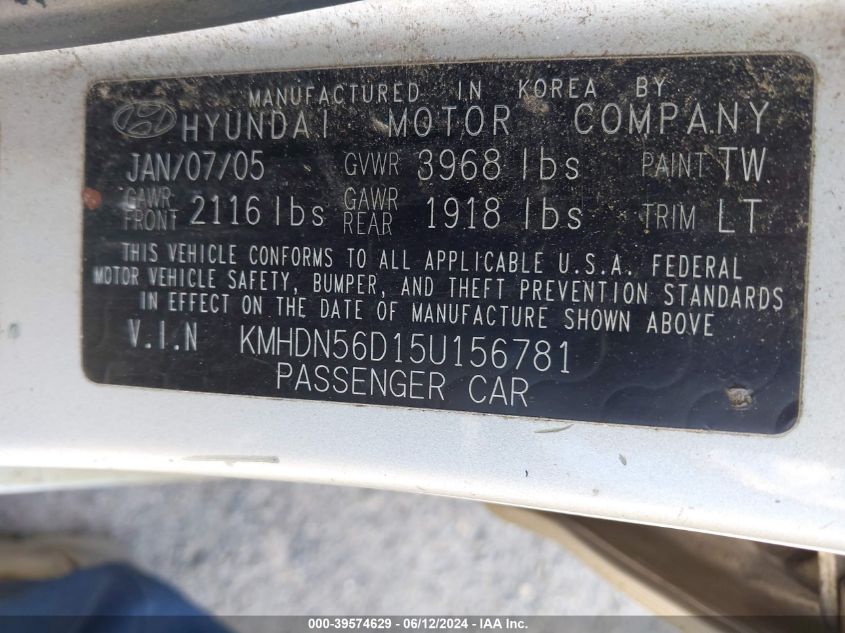 MANUFACTURED IN KOREA BY
HYUNDAI MOTOR COMPANY
JAN/07/05 GVWR 3968 lbs PAINT TW
GAWR FRONT 2116 lbs GAWR REAR 1918 lbs TRIM LT
THIS VEHICLE CONFORMS TO ALL APPLICABLE U.S.A. FEDERAL
MOTOR VEHICLE SAFETY, BUMPER, AND THEFT PREVENTION STANDARDS
IN EFFECT ON THE DATE OF MANUFACTURE SHOWN ABOVE
V.I.N KMHDN56D15U156781
PASSENGER CAR
000-39574629 - 06/12/2024 - IAA Inc.